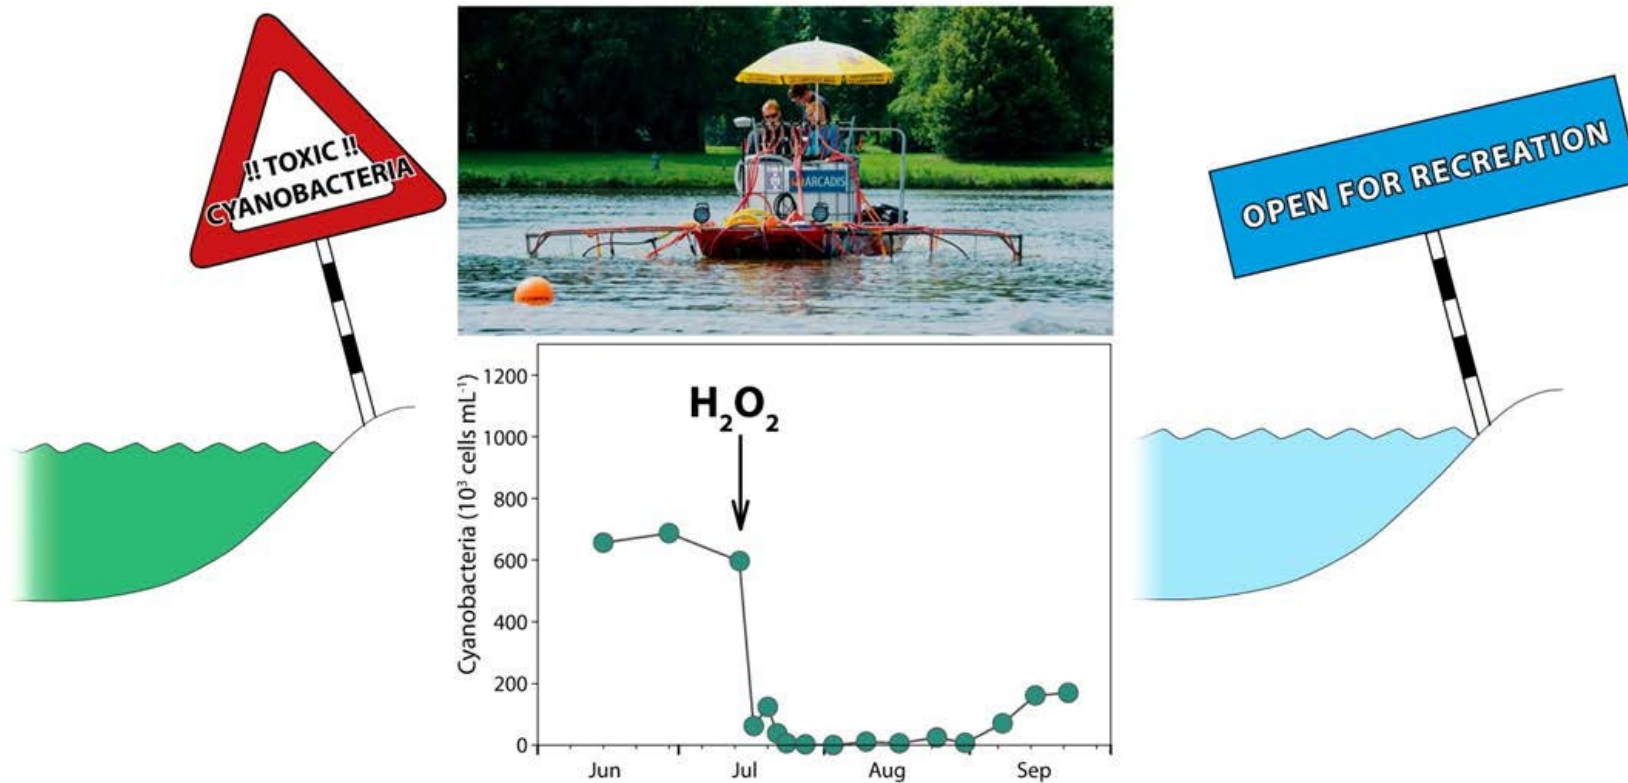 !! TOXIC !!
CYANOBACTERIA
ARCADIS
OPEN FOR RECREATION
H₂O₂
Cyanobacteria (10³ cells mL⁻¹)
1200
1000
800
600
400
200
0
Jun Jul Aug Sep